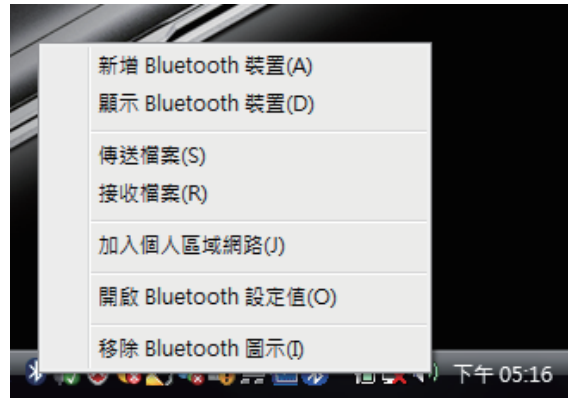 新增 Bluetooth 裝置(A)
顯示 Bluetooth 裝置(D)
傳送檔案(S)
接收檔案(R)
加入個人區域網路(J)
開啟 Bluetooth 設定值(O)
移除 Bluetooth 圖示(I)
下午 05:16